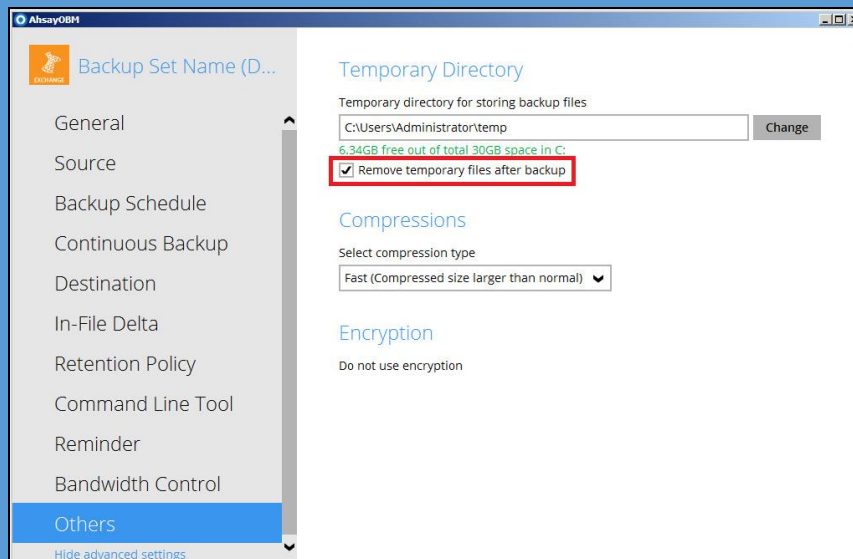 AhsayOBM
EXCHANGE
Backup Set Name (D...
General
Source
Backup Schedule
Continuous Backup
Destination
In-File Delta
Retention Policy
Command Line Tool
Reminder
Bandwidth Control
Others
Hide advanced settings
Temporary Directory
Temporary directory for storing backup files
C:\Users\Administrator\temp
Change
6.34GB free out of total 30GB space in C:
Remove temporary files after backup
Compressions
Select compression type
Fast (Compressed size larger than normal)
Encryption
Do not use encryption